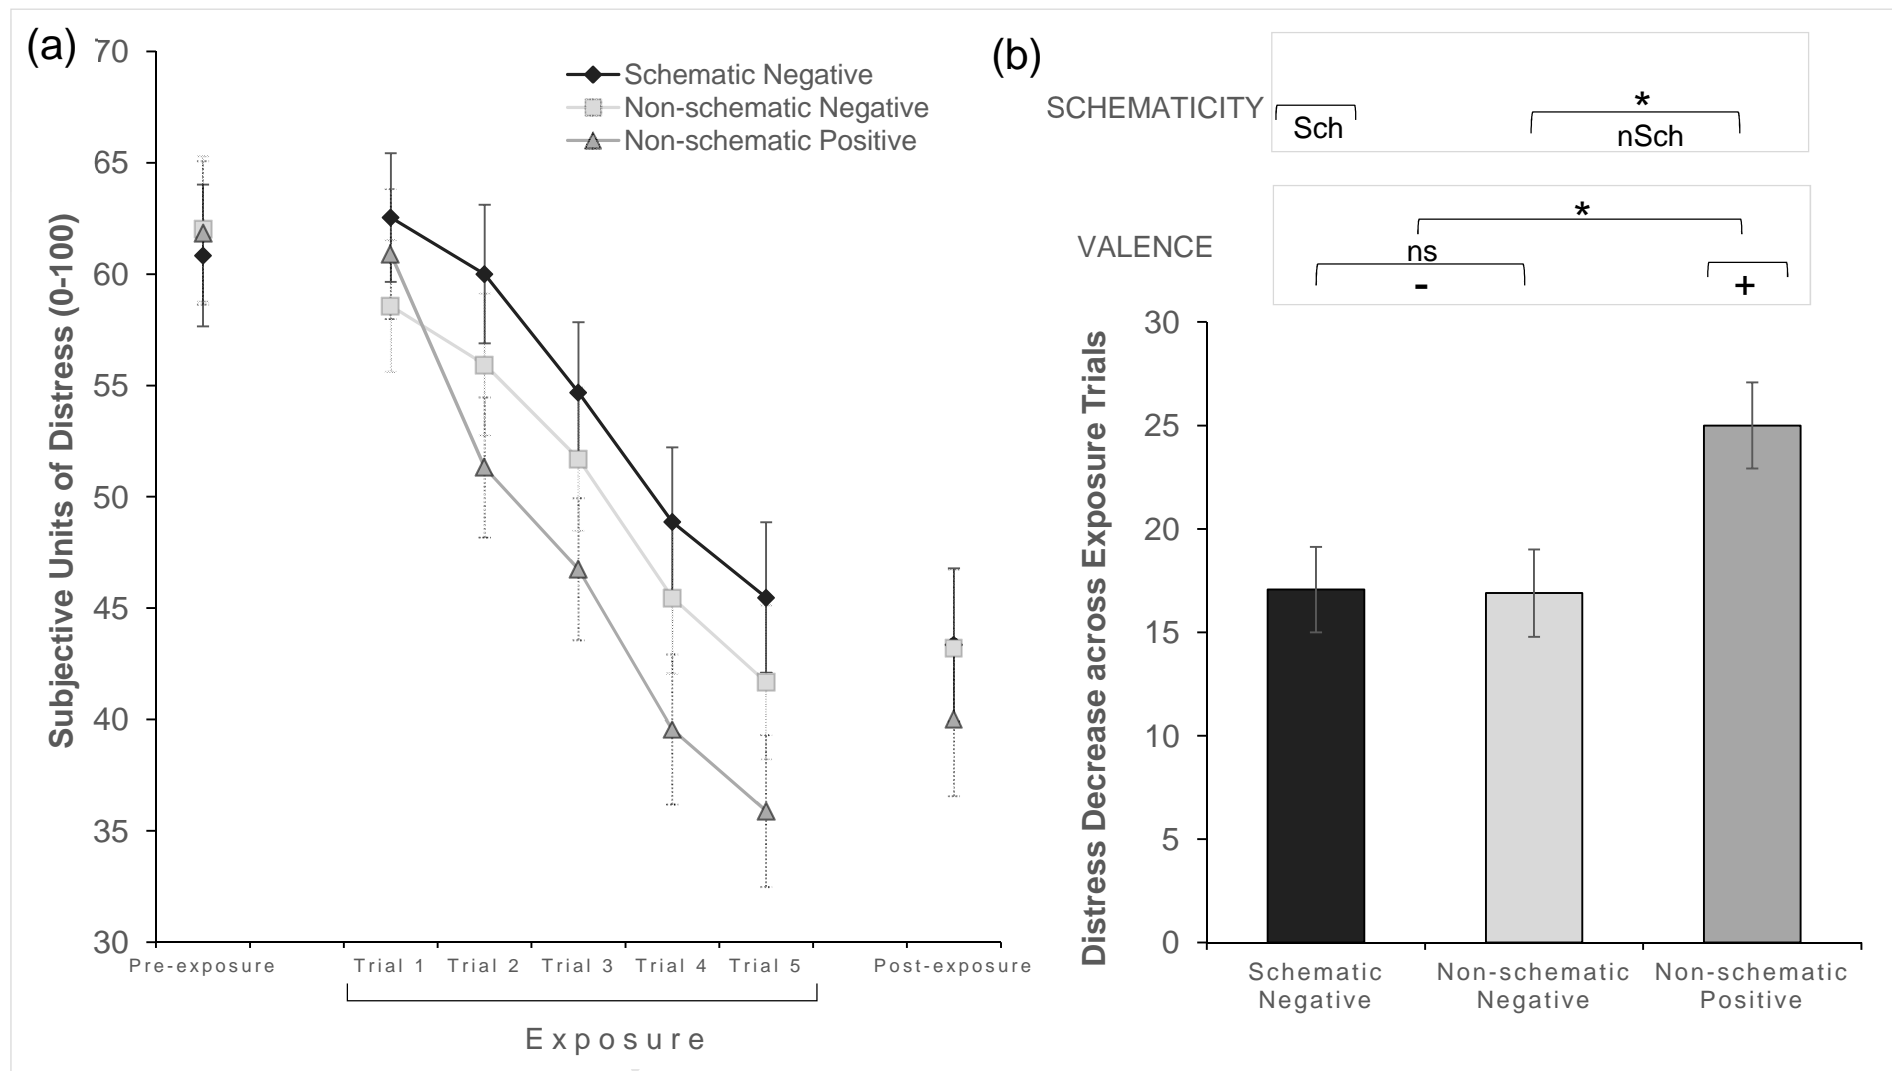 (a)
70
65
60
55
50
45
40
35
30
Subjective Units of Distress (0-100)
Schematic Negative
Non-schematic Negative
Non-schematic Positive
Pre-exposure
Trial 1
Trial 2
Trial 3
Trial 4
Trial 5
Post-exposure
Exposure
(b)
SCHEMATICITY
Sch
*
nSch
VALENCE
*
ns
-
+
Distress Decrease across Exposure Trials
30
25
20
15
10
5
0
Schematic
Negative
Non-schematic
Negative
Non-schematic
Positive